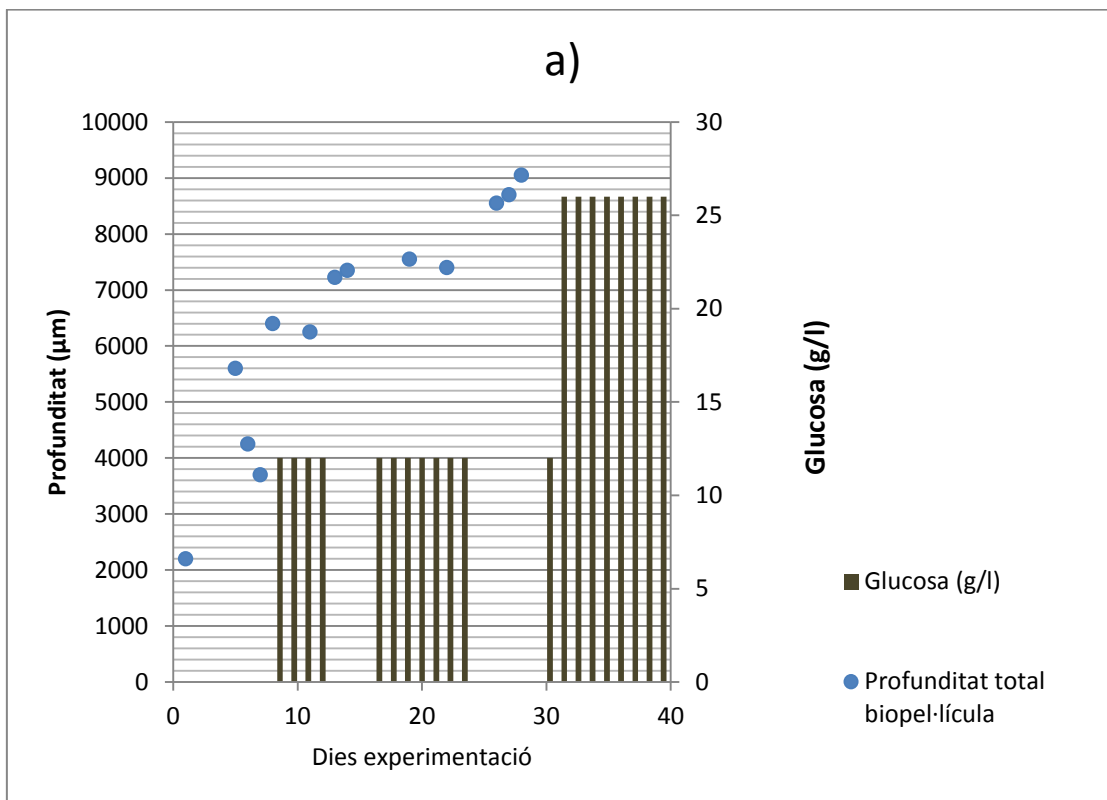 a)
10000
9000
8000
7000
6000
5000
4000
3000
2000
1000
0
Profunditat (µm)
30
25
20
15
10
5
0
Glucosa (g/l)
0 10 20 30 40
Dies experimentació
Glucosa (g/l)
Profunditat total
biopel·lícula